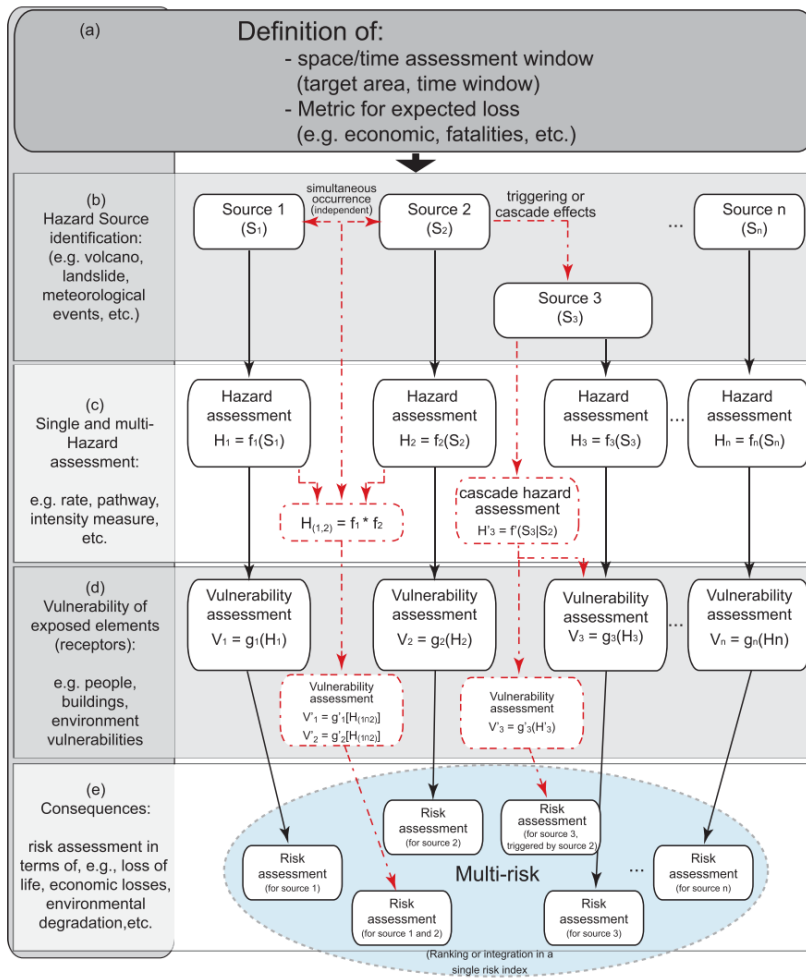 (a)
Definition of:
- space/time assessment window
(target area, time window)
- Metric for expected loss
(e.g. economic, fatalities, etc.)
(b)
Hazard Source
identification:
(e.g. volcano,
landslide,
meteorological
events, etc.)
Source 1
(S₁)
simultaneous
occurrence
(independent)
Source 2
(S₂)
triggering or
cascade effects
Source 3
(S₃)
...
Source n
(Sₙ)
(c)
Single and multi-
Hazard
assessment:
e.g. rate, pathway,
intensity measure,
etc.
Hazard
assessment
H₁ = f₁(S₁)
Hazard
assessment
H₂ = f₂(S₂)
Hazard
assessment
H₃ = f₃(S₃)
...
Hazard
assessment
Hₙ = fₙ(Sₙ)
H₍₁,₂₎ = f₁ * f₂
cascade hazard
assessment
H'₃ = f'(S₃|S₂)
(d)
Vulnerability of
exposed elements
(receptors):
e.g. people,
buildings,
environment
vulnerabilities
Vulnerability
assessment
V₁ = g₁(H₁)
Vulnerability
assessment
V₂ = g₂(H₂)
Vulnerability
assessment
V₃ = g₃(H₃)
...
Vulnerability
assessment
Vₙ = gₙ(Hn)
Vulnerability
assessment
V'₁ = g'₁[H₍₁∩₂₎]
V'₂ = g'₂[H₍₁∩₂₎]
Vulnerability
assessment
V'₃ = g'₃(H'₃)
(e)
Consequences:
risk assessment in
terms of, e.g., loss of
life, economic losses,
environmental
degradation,etc.
Risk
assessment
(for source 2)
Risk
assessment
(for source 3,
triggered by source 2)
Multi-risk
Risk
assessment
(for source 1)
...
Risk
assessment
(for source n)
Risk
assessment
(for source 1 and 2)
Risk
assessment
(for source 3)
(Ranking or integration in a
single risk index